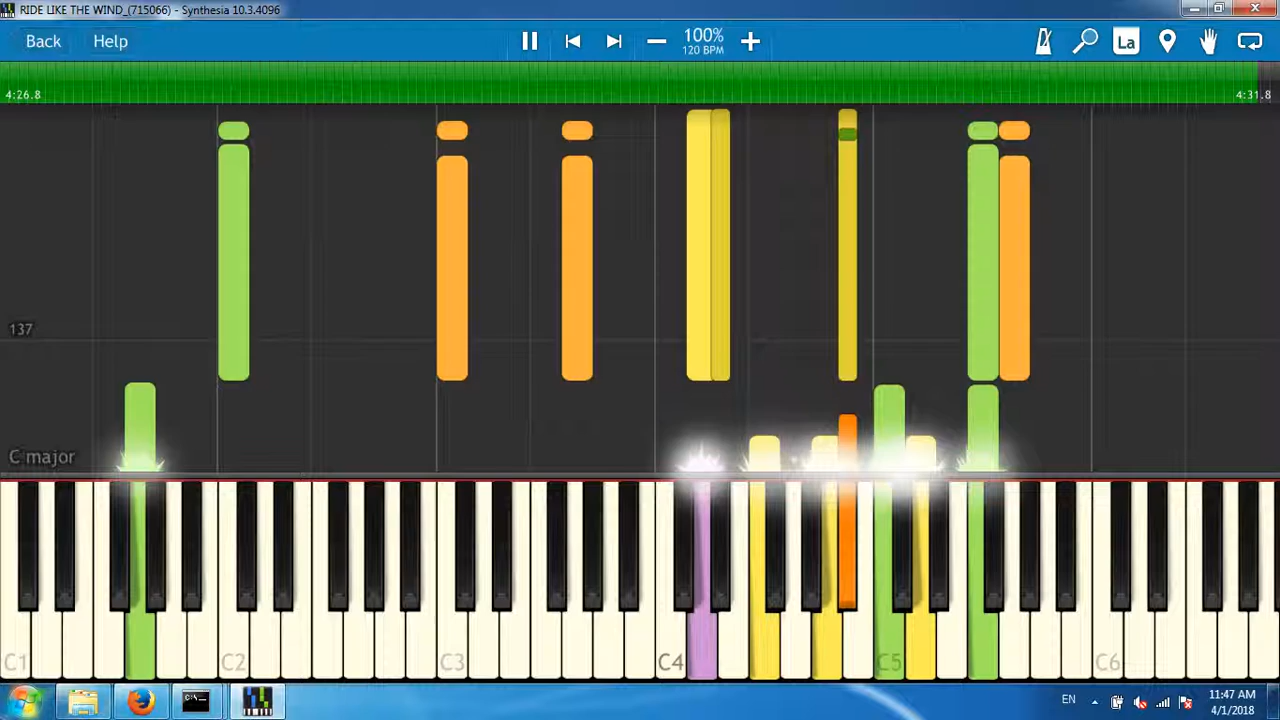 RIDE LIKE THE WIND_(715066) - Synthesia 10.3.4096
Back Help 100% La
120 BPM
4:26.8 4:31.8
137
C major
C1 C2 C3 C4 C5 C6
C:\_
EN 11:47 AM
4/1/2018